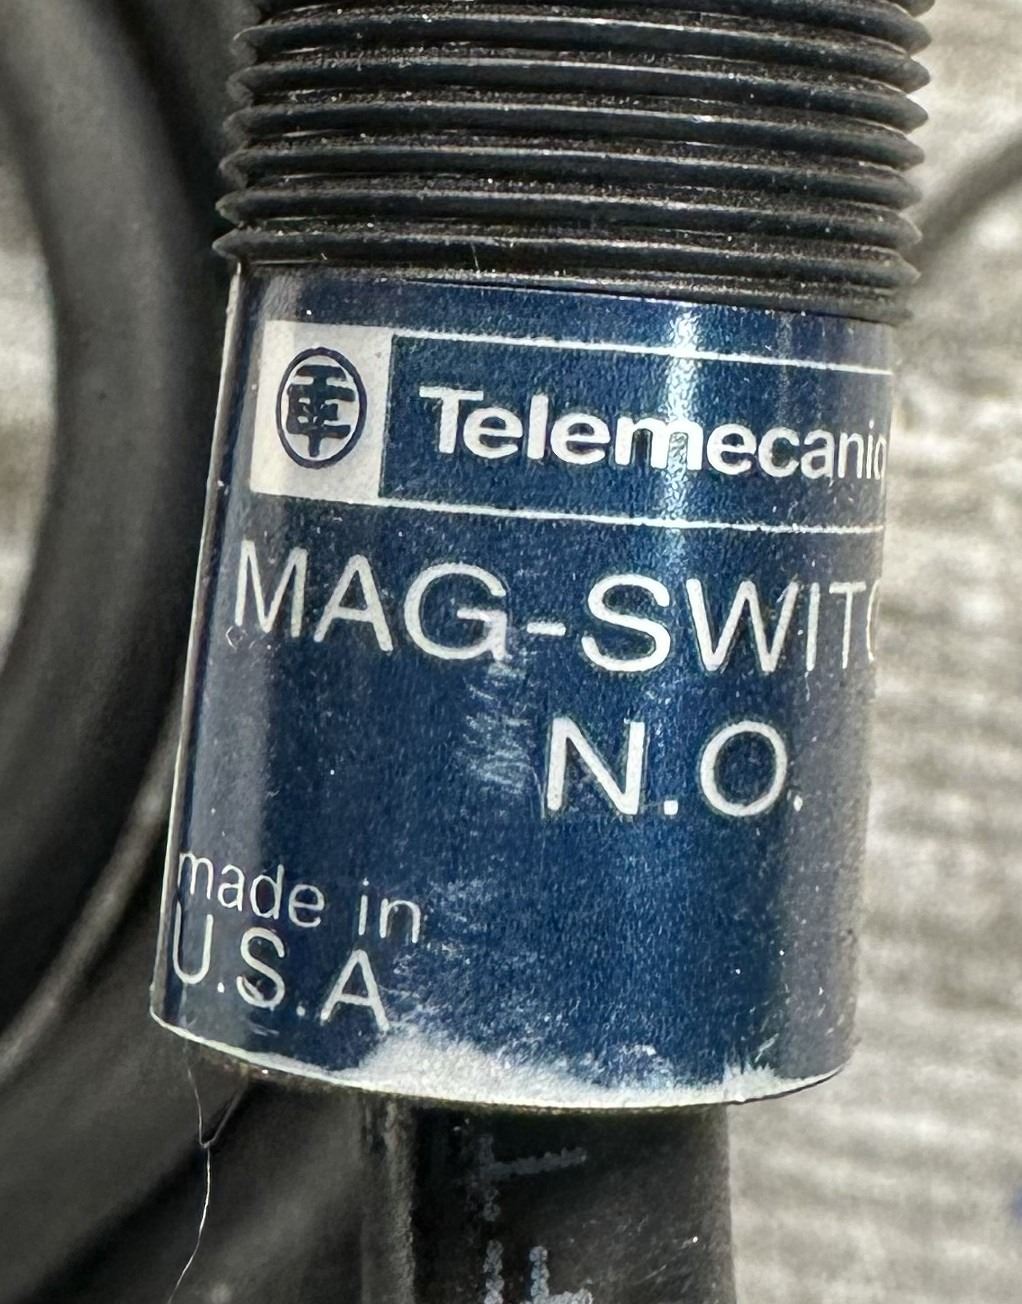 Telemecaniq
MAG-SWITC
N.O.
made in
U.S.A